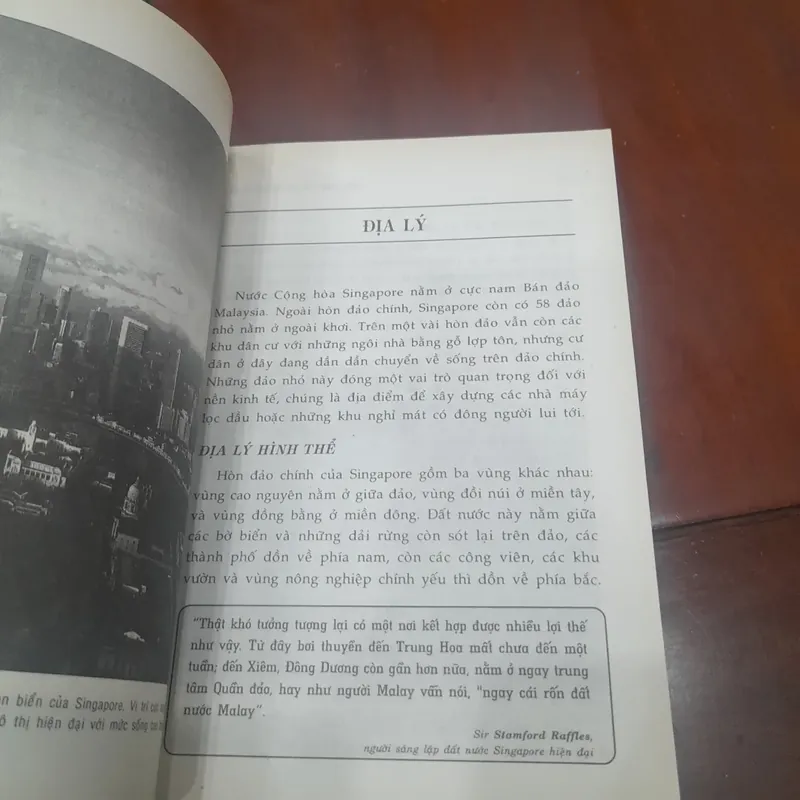 biển của Singapore. Vị trí
thị hiện đại với mức sống
ĐỊA LÝ
Nước Cộng hòa Singapore nằm ở cực nam Bán đảo
Malaysia. Ngoài hòn đảo chính, Singapore còn có 58 đảo
nhỏ nằm ở ngoài khơi. Trên một vài hòn đảo vẫn còn các
khu dân cư với những ngôi nhà bằng gỗ lợp tôn, nhưng cư
dân ở đây đang dần dần chuyển về sống trên đảo chính.
Những đảo nhỏ này đóng một vai trò quan trọng đối với
nền kinh tế, chúng là địa điểm để xây dựng các nhà máy
lọc dầu hoặc những khu nghỉ mát có đông người lui tới.
ĐỊA LÝ HÌNH THỂ
Hòn đảo chính của Singapore gồm ba vùng khác nhau:
vùng cao nguyên nằm ở giữa đảo, vùng đồi núi ở miền tây,
và vùng đồng bằng ở miền đông. Đất nước này nằm giữa
các bờ biển và những dải rừng còn sót lại trên đảo, các
thành phố dồn về phía nam, còn các công viên, các khu
vườn và vùng nông nghiệp chính yếu thì dồn về phía bắc.
"Thật khó tưởng tượng lại có một nơi kết hợp được nhiều lợi thế
như vậy. Từ đây bơi thuyền đến Trung Hoa mất chưa đến một
tuần; đến Xiêm, Đông Dương còn gần hơn nữa, nằm ở ngay trung
tâm Quần đảo, hay như người Malay vẫn nói, "ngay cái rốn đất
nước Malay".
Sir Stamford Raffles,
người sáng lập đất nước Singapore hiện đại